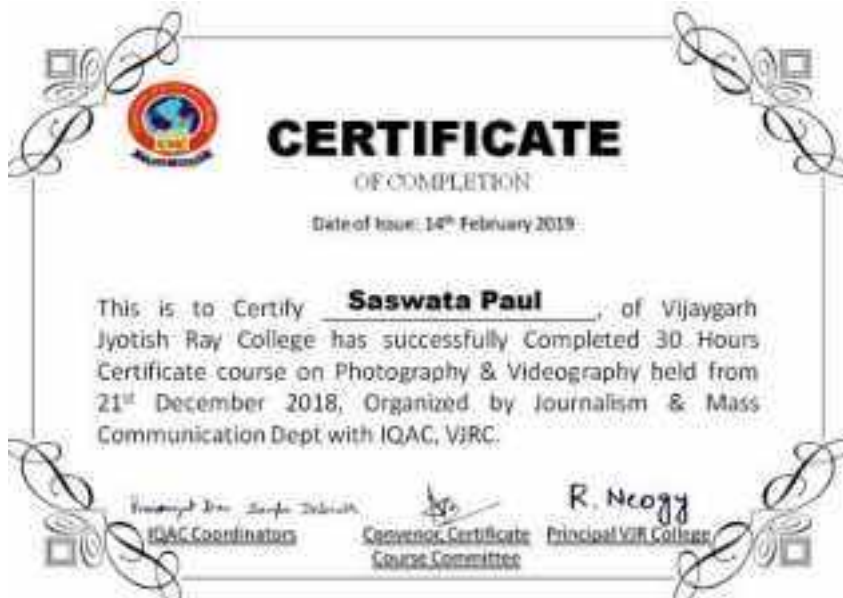 CERTIFICATE
OF COMPLETION
Date of Issue: 14th February 2019
This is to Certify Saswata Paul, of Vijaygarh
Jyotish Ray College has successfully Completed 30 Hours
Certificate course on Photography & Videography held from
21st December 2018, Organized by Journalism & Mass
Communication Dept with IQAC, VJRC.
R. Neogy
IQAC Coordinators Convenor, Certificate Principal VJR College
Course Committee